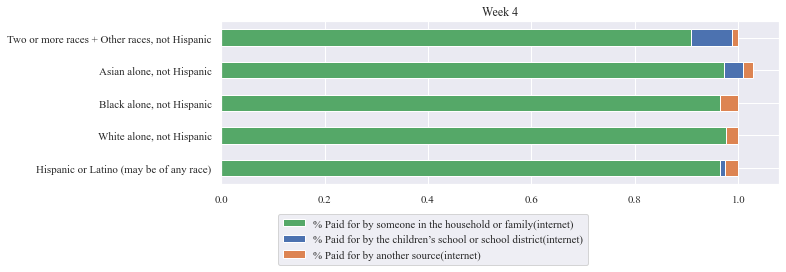 Week 4
Two or more races + Other races, not Hispanic
Asian alone, not Hispanic
Black alone, not Hispanic
White alone, not Hispanic
Hispanic or Latino (may be of any race)
0.0 0.2 0.4 0.6 0.8 1.0
% Paid for by someone in the household or family(internet)
% Paid for by the children’s school or school district(internet)
% Paid for by another source(internet)